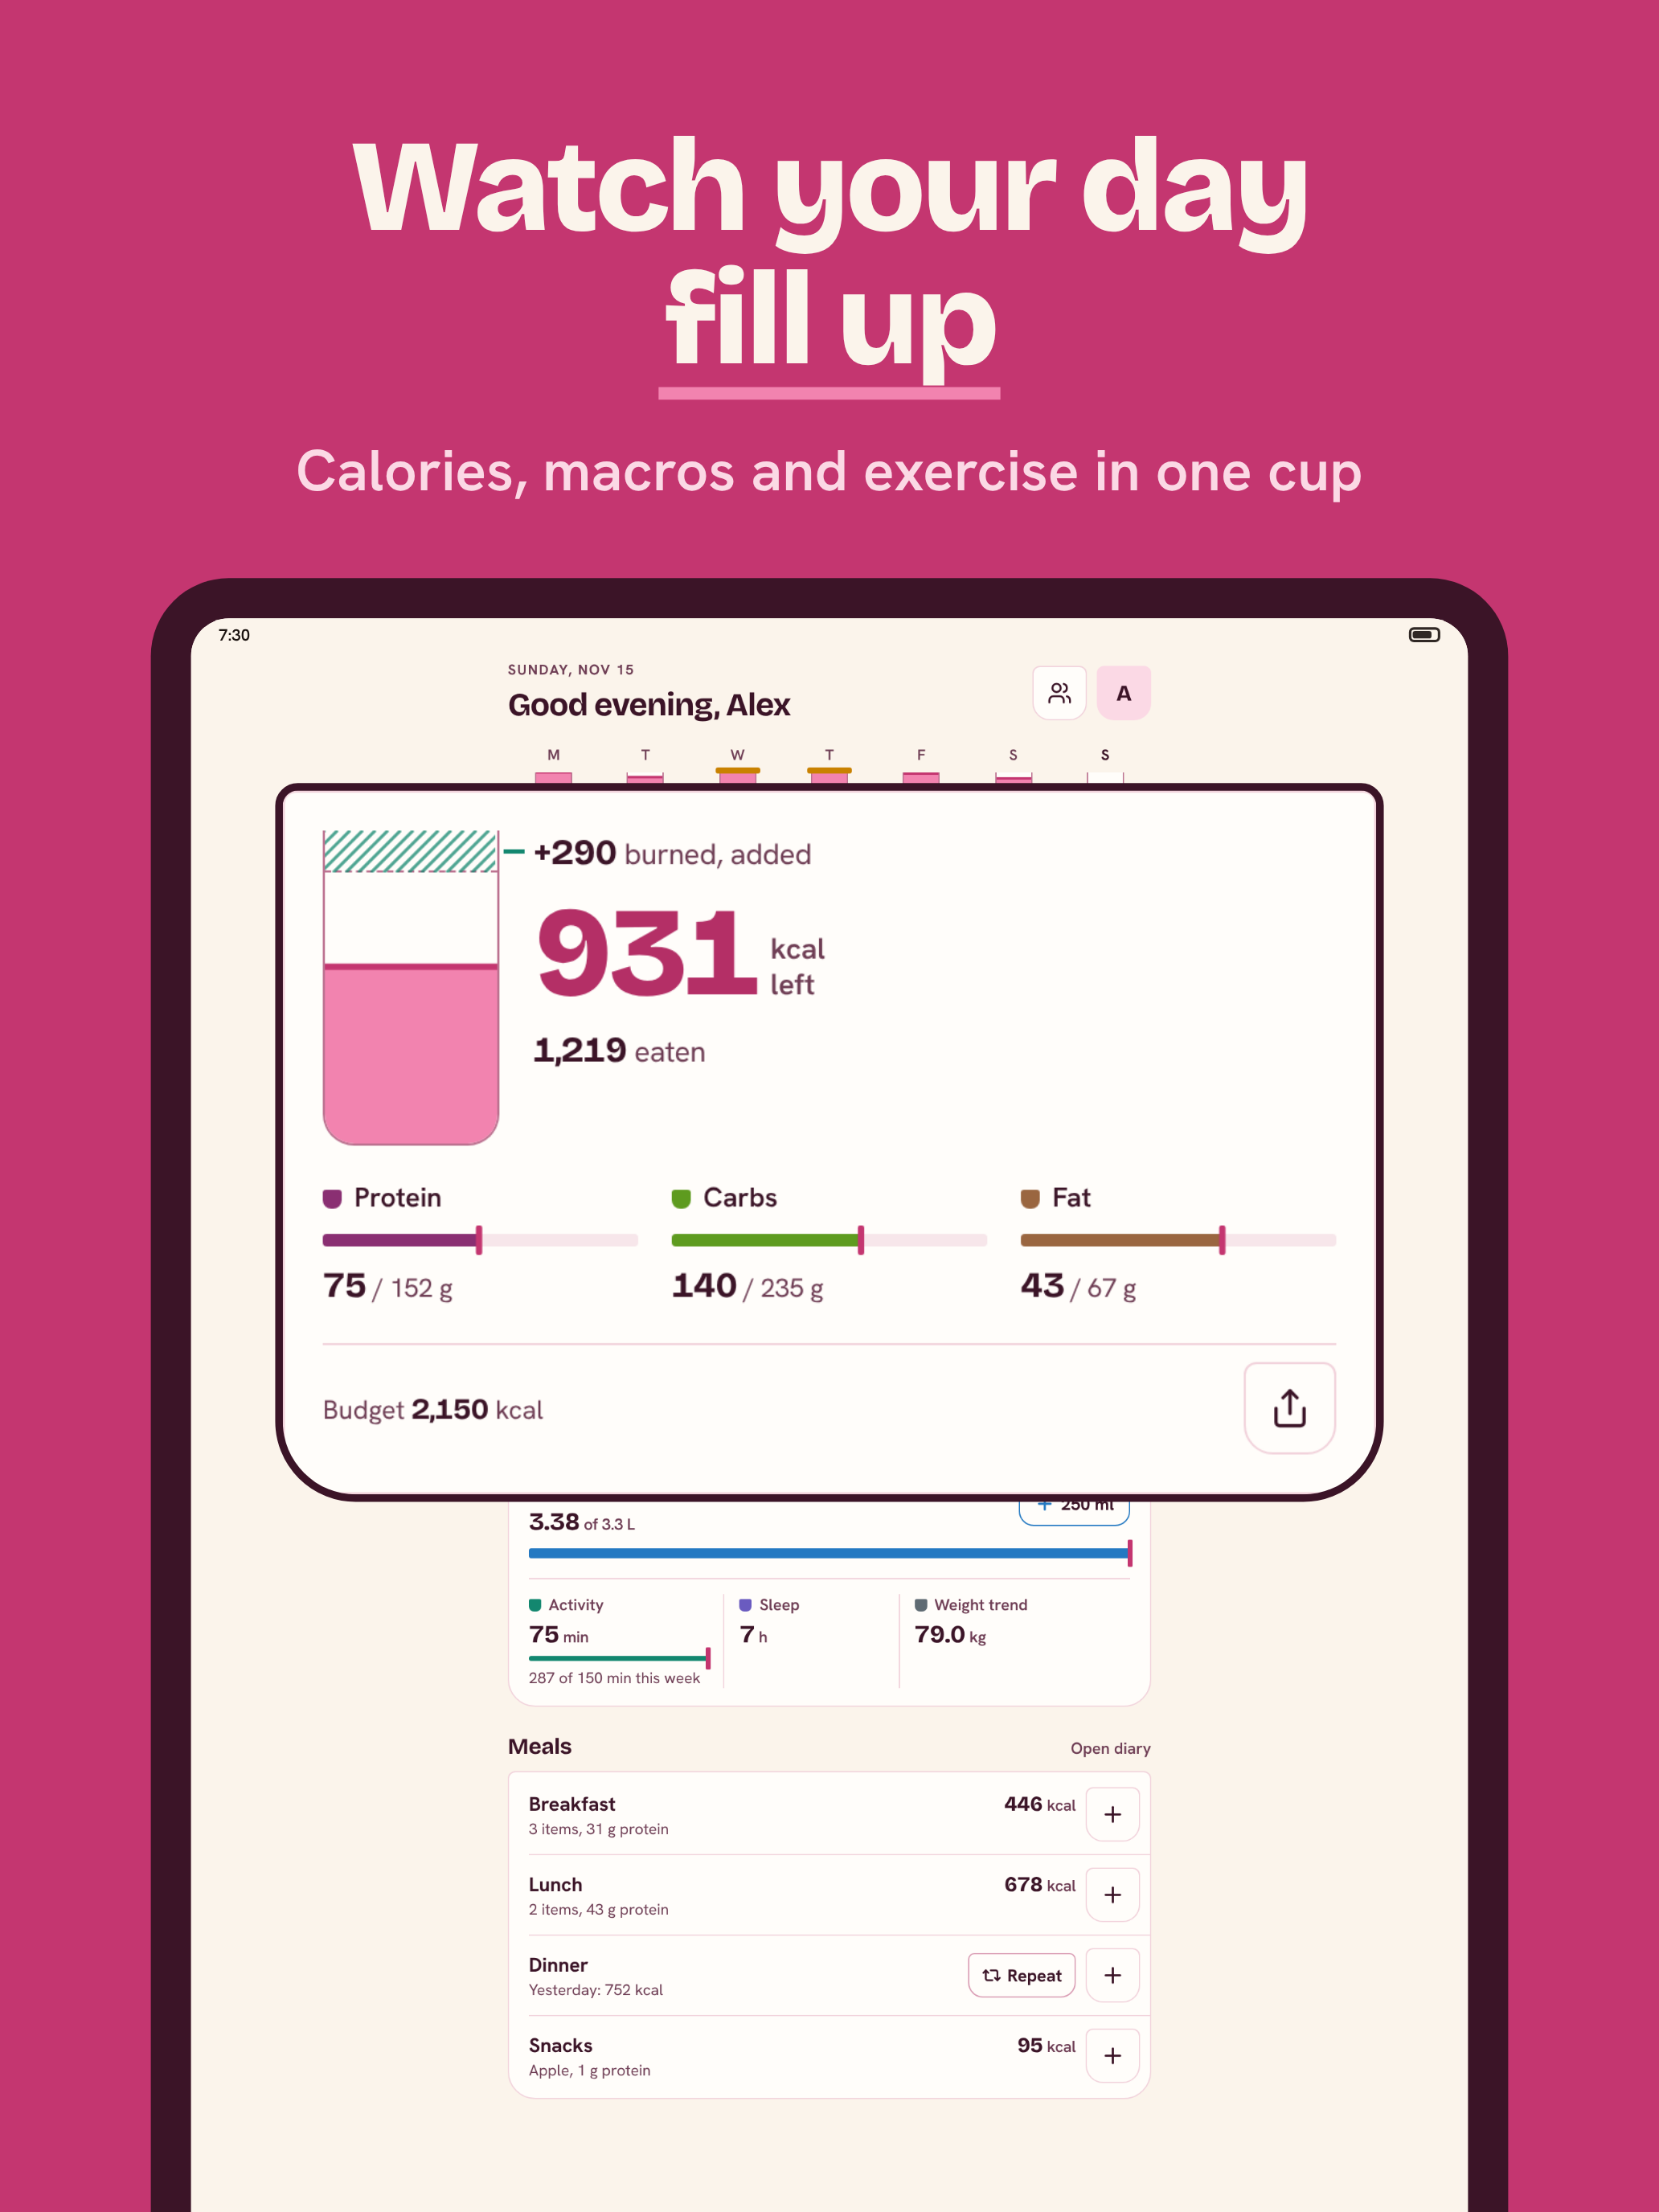 Watch your day
fill up
Calories, macros and exercise in one cup
7:30
SUNDAY, NOV 15
Good evening, Alex
A
M T W T F S S
+290 burned, added
931 kcal left
1,219 eaten
Protein
75 / 152 g
Carbs
140 / 235 g
Fat
43 / 67 g
Budget 2,150 kcal
3.38 of 3.3 L
+ 250 ml
Activity
75 min
287 of 150 min this week
Sleep
7 h
Weight trend
79.0 kg
Meals
Open diary
Breakfast
446 kcal
3 items, 31 g protein
Lunch
678 kcal
2 items, 43 g protein
Dinner
Repeat
Yesterday: 752 kcal
Snacks
95 kcal
Apple, 1 g protein